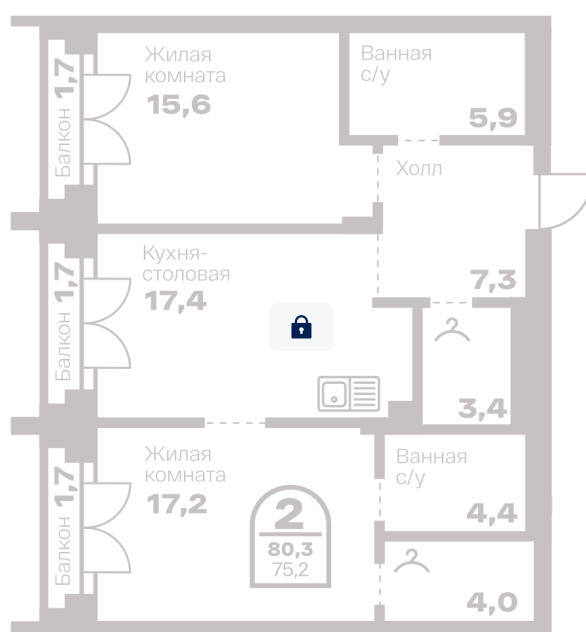 Жилая
комната
15,6
Балкон 1,7
Ванная
с/у
5,9
Холл
7,3
Кухня-
столовая
17,4
Балкон 1,7
3,4
Жилая
комната
17,2
Балкон 1,7
2
80,3
75,2
Ванная
с/у
4,4
4,0